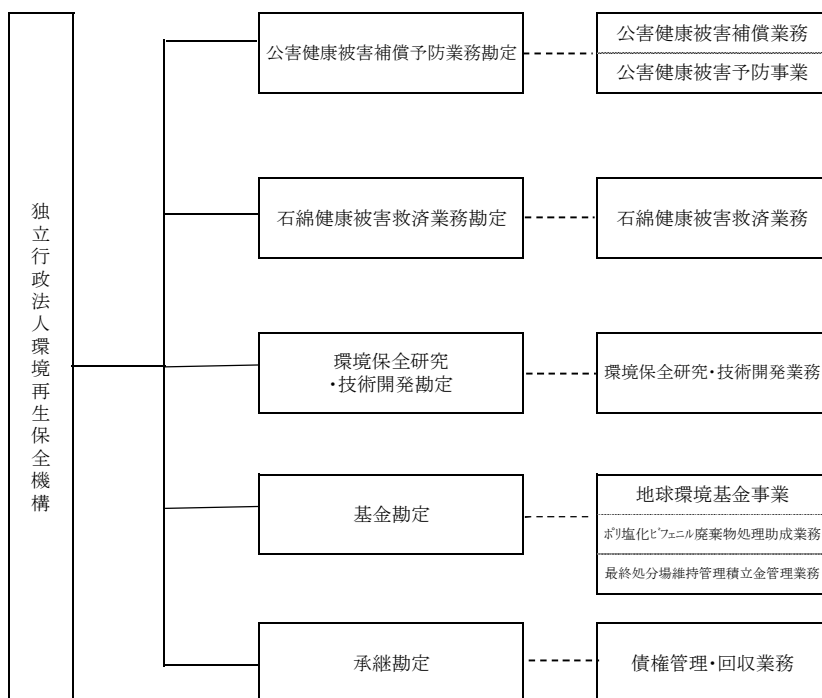 独立行政法人環境再生保全機構
公害健康被害補償予防業務勘定
公害健康被害補償業務
公害健康被害予防事業
石綿健康被害救済業務勘定
石綿健康被害救済業務
環境保全研究
・技術開発勘定
環境保全研究・技術開発業務
基金勘定
地球環境基金事業
ポリ塩化ビフェニル廃棄物処理助成業務
最終処分場維持管理積立金管理業務
承継勘定
債権管理・回収業務